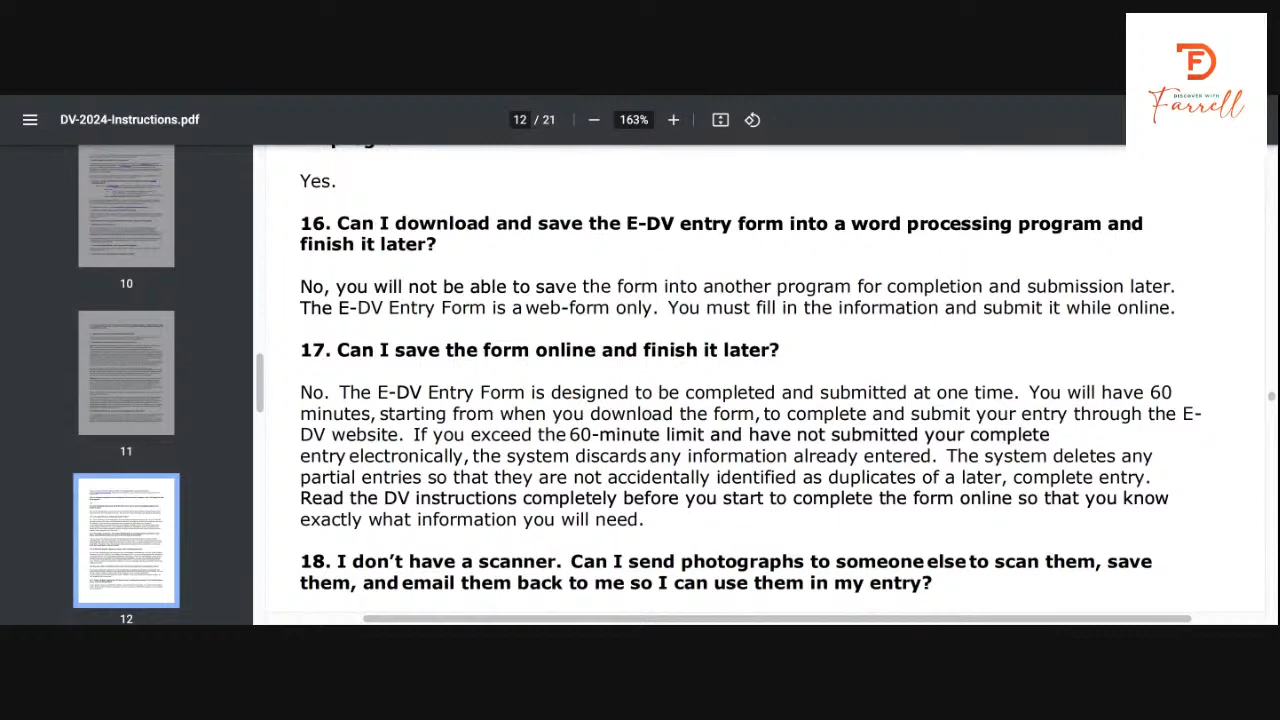 DF
DISCOVER WITH
Farrell
DV-2024-Instructions.pdf
12 / 21
163%
Yes.
16. Can I download and save the E-DV entry form into a word processing program and
finish it later?
No, you will not be able to save the form into another program for completion and submission later.
The E-DV Entry Form is a web-form only. You must fill in the information and submit it while online.
17. Can I save the form online and finish it later?
No. The E-DV Entry Form is designed to be completed and submitted at one time. You will have 60
minutes, starting from when you download the form, to complete and submit your entry through the E-
DV website. If you exceed the 60-minute limit and have not submitted your complete
entry electronically, the system discards any information already entered. The system deletes any
partial entries so that they are not accidentally identified as duplicates of a later, complete entry.
Read the DV instructions completely before you start to complete the form online so that you know
exactly what information you will need.
18. I don't have a scanner. Can I send photographs to someone else to scan them, save
them, and email them back to me so I can use them in my entry?
10
11
12